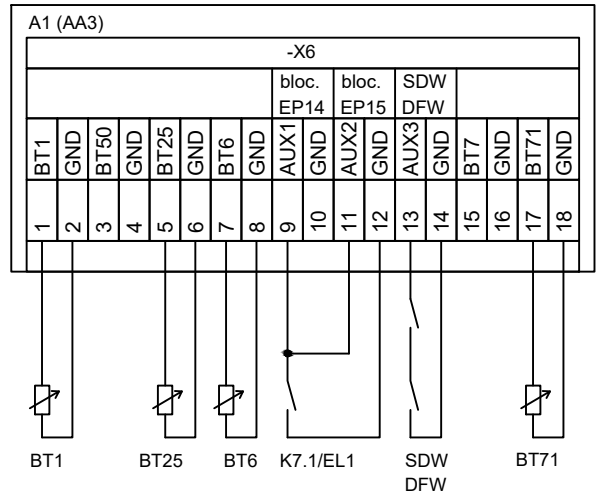 A1 (AA3)
-X6
bloc. bloc. SDW
EP14 EP15 DFW
BT1 GND BT50 GND BT25 GND BT6 GND AUX1 GND AUX2 GND AUX3 GND BT7 GND BT71 GND
1 2 3 4 5 6 7 8 9 10 11 12 13 14 15 16 17 18
BT1 BT25 BT6 K7.1/EL1 SDW BT71
DFW